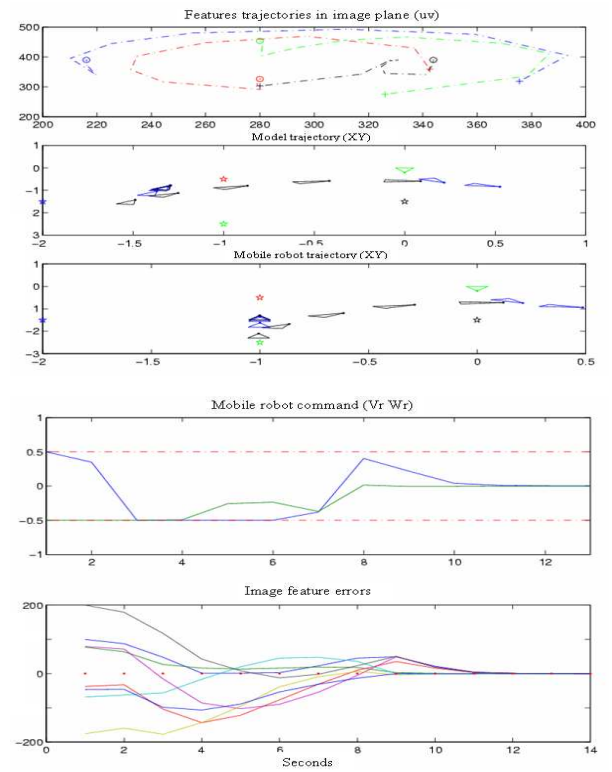 Features trajectories in image plane (uv)
500
400
300
200
200 220 240 260 280 300 320 340 360 380 400
Model trajectory (XY)
1
0
−1
2
3
−2 −1.5 −1 −0.5 0 0.5 1
Mobile robot trajectory (XY)
1
0
−1
−2
−3
−2 −1.5 −1 −0.5 0 0.5
Mobile robot command (Vr Wr)
1
0.5
0
−0.5
−1
2 4 6 8 10 12
Image feature errors
200
0
−200
0 2 4 6 8 10 12 14
Seconds